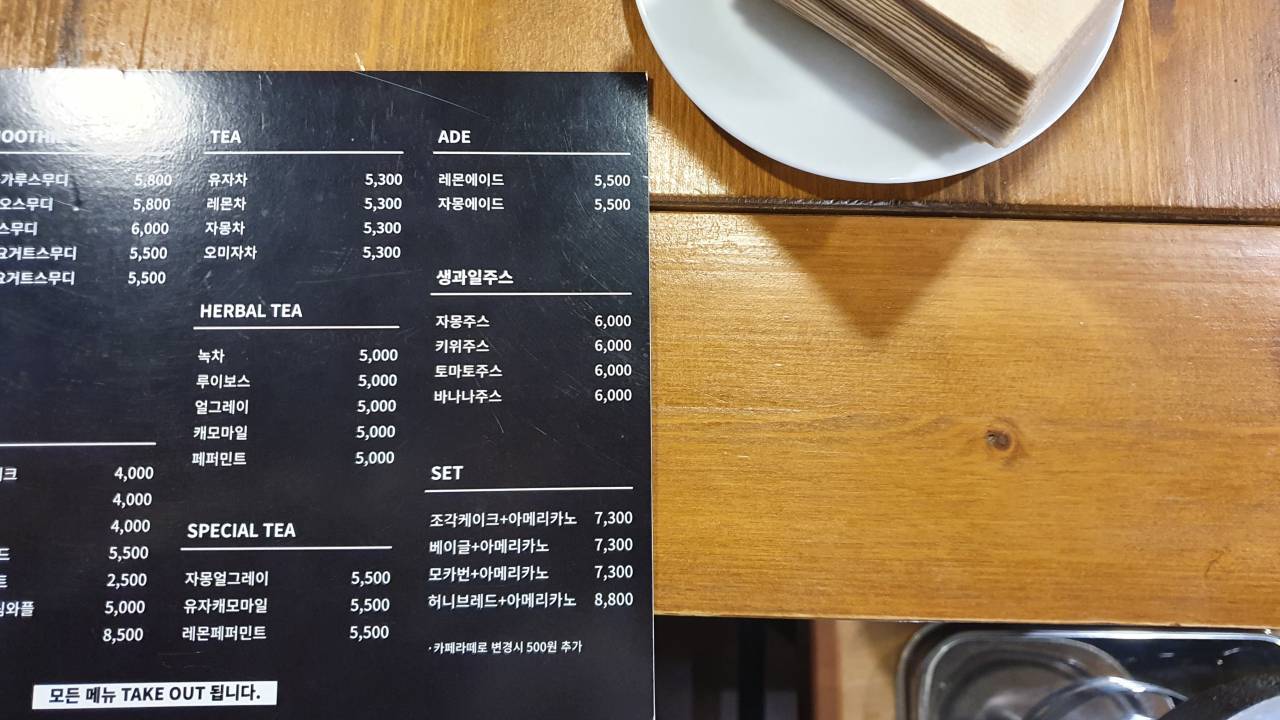 가루스무디 5,800
오스무디 5,800
스무디 6,000
요거트스무디 5,500
요거트스무디 5,500
4,000
4,000
4,000
5,500
2,500
와플 5,000
8,500
TEA
유자차 5,300
레몬차 5,300
자몽차 5,300
오미자차 5,300
HERBAL TEA
녹차 5,000
루이보스 5,000
얼그레이 5,000
캐모마일 5,000
페퍼민트 5,000
SPECIAL TEA
자몽얼그레이 5,500
유자캐모마일 5,500
레몬페퍼민트 5,500
ADE
레몬에이드 5,500
자몽에이드 5,500
생과일주스
자몽주스 6,000
키위주스 6,000
토마토주스 6,000
바나나주스 6,000
SET
조각케이크+아메리카노 7,300
베이글+아메리카노 7,300
모카번+아메리카노 7,300
허니브레드+아메리카노 8,800
·카페라떼로 변경시 500원 추가
모든 메뉴 TAKE OUT 됩니다.